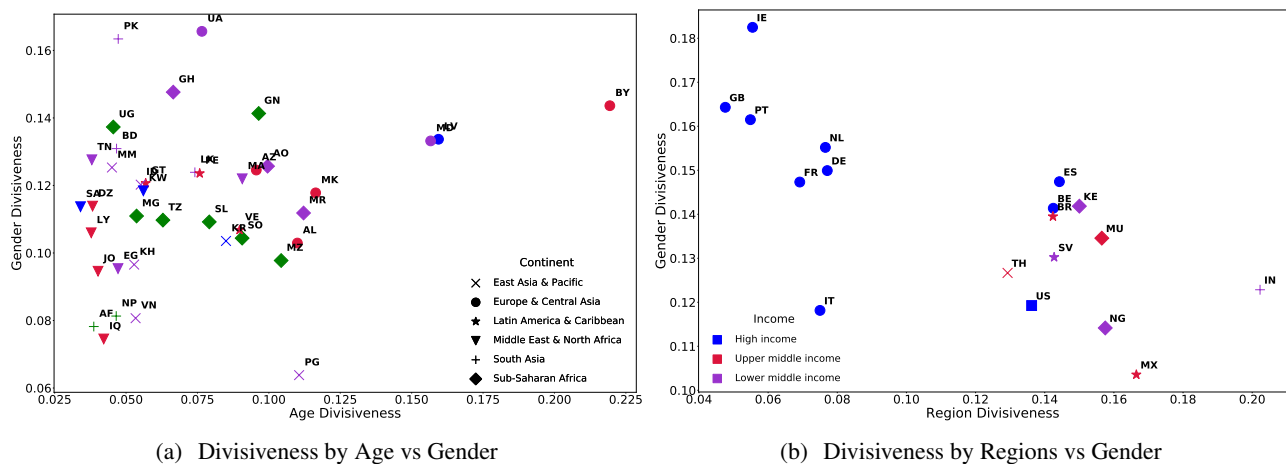 PK
UA
GH
GN
BY
UG
BD
TN
MM
GT
KW
PE
MA
AZ
AO
MK
MR
SA
DZ
LY
MG
TZ
SL
VE
SO
KR
AL
MZ
JO
EG
KH
NP
AF
VN
IQ
PG
Continent
East Asia & Pacific
Europe & Central Asia
Latin America & Caribbean
Middle East & North Africa
South Asia
Sub-Saharan Africa
Gender Divisiveness
0.16
0.14
0.12
0.10
0.08
0.06
0.025 0.050 0.075 0.100 0.125 0.150 0.175 0.200 0.225
Age Divisiveness
(a) Divisiveness by Age vs Gender
IE
GB
PT
NL
DE
FR
ES
BE
BR
KE
MU
SV
TH
IN
US
IT
NG
MX
Income
High income
Upper middle income
Lower middle income
Gender Divisiveness
0.18
0.17
0.16
0.15
0.14
0.13
0.12
0.11
0.10
0.04 0.06 0.08 0.10 0.12 0.14 0.16 0.18 0.20
Region Divisiveness
(b) Divisiveness by Regions vs Gender